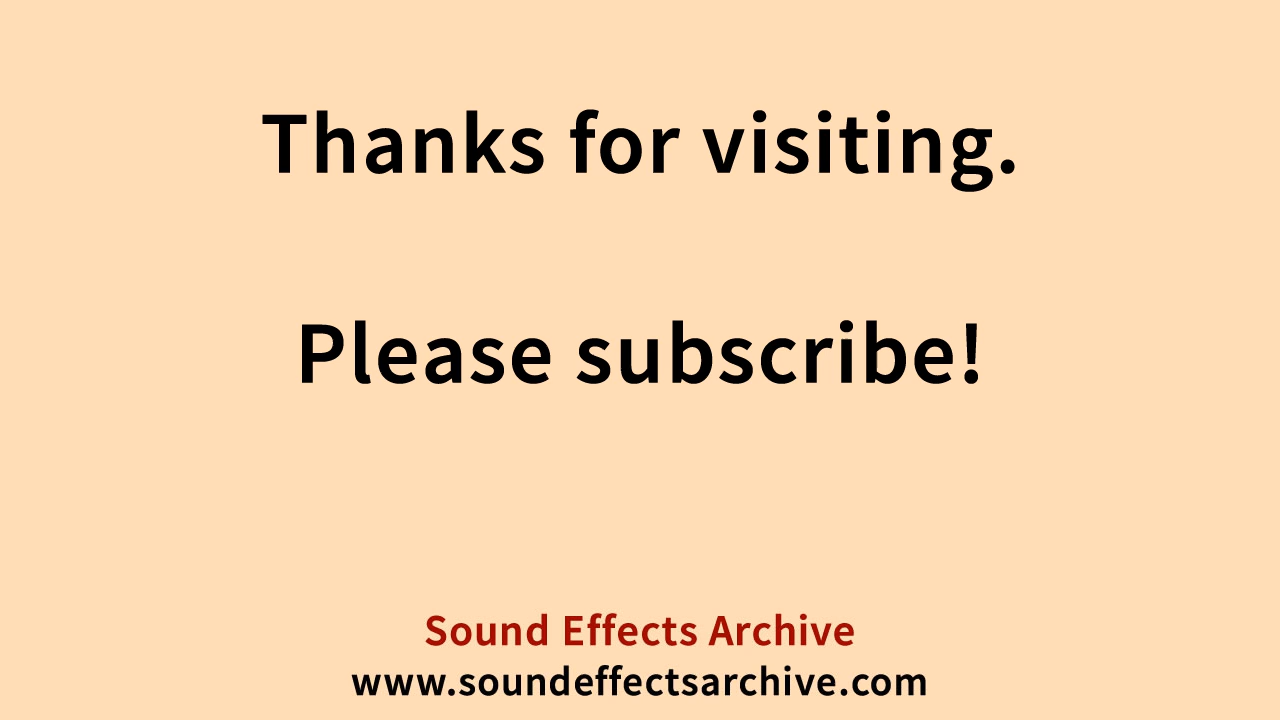 Thanks for visiting.
Please subscribe!
Sound Effects Archive
www.soundeffectsarchive.com